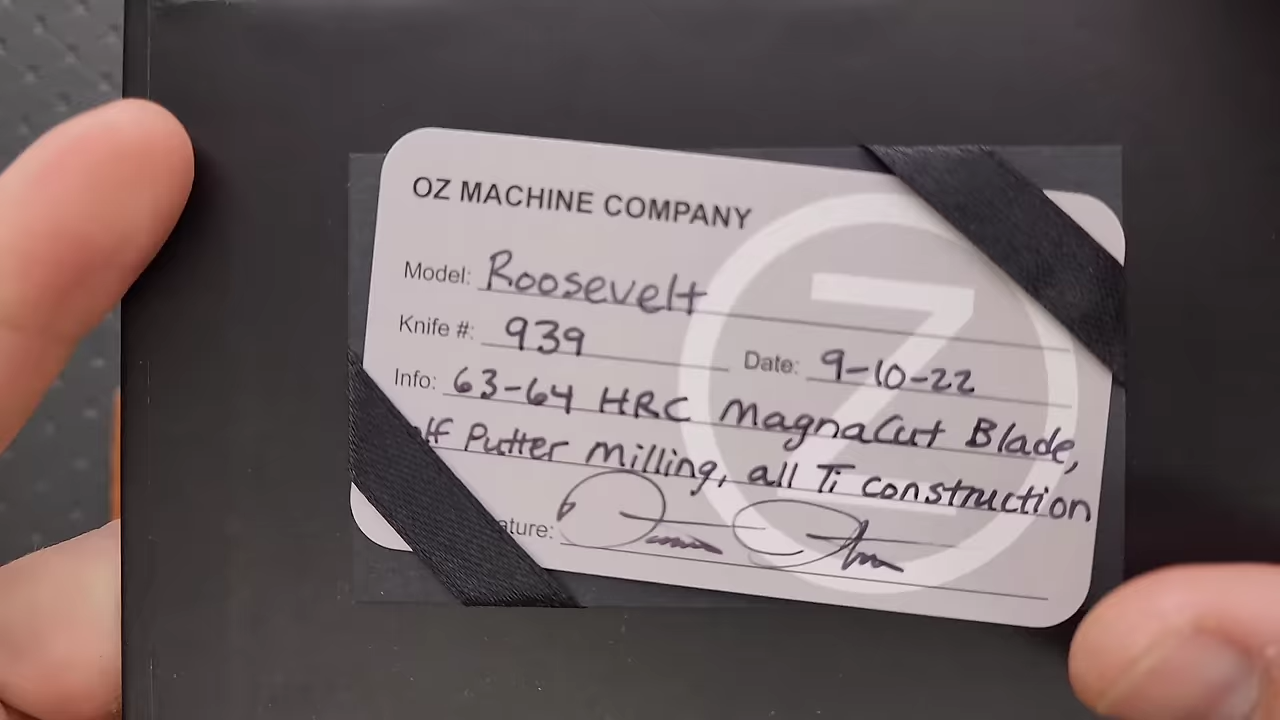 OZ MACHINE COMPANY
Model: Roosevelt
Knife #: 939 Date: 9-10-22
Info: 63-64 HRC MagnaCut Blade,
Putter Milling, all Ti construction